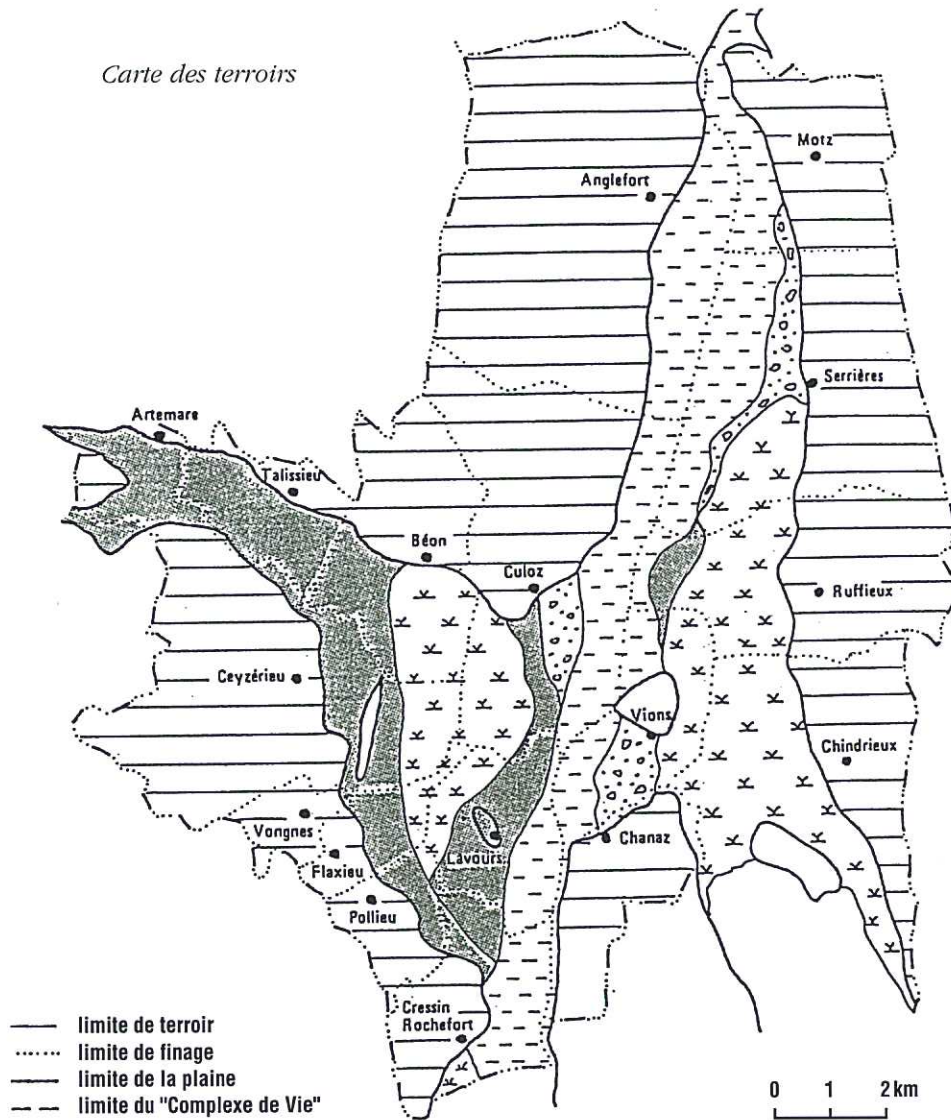 Carte des terroirs
Motz
Anglefort
Serrières
Artemare
Talissieu
Béon
Culoz
Ruffieux
Ceyzérieu
Vions
Chindrieux
Vongnes
Lavours
Chanaz
Flaxieu
Pollieu
Cressin
Rochefort
limite de terroir
limite de finage
limite de la plaine
limite du "Complexe de Vie"
0 1 2 km